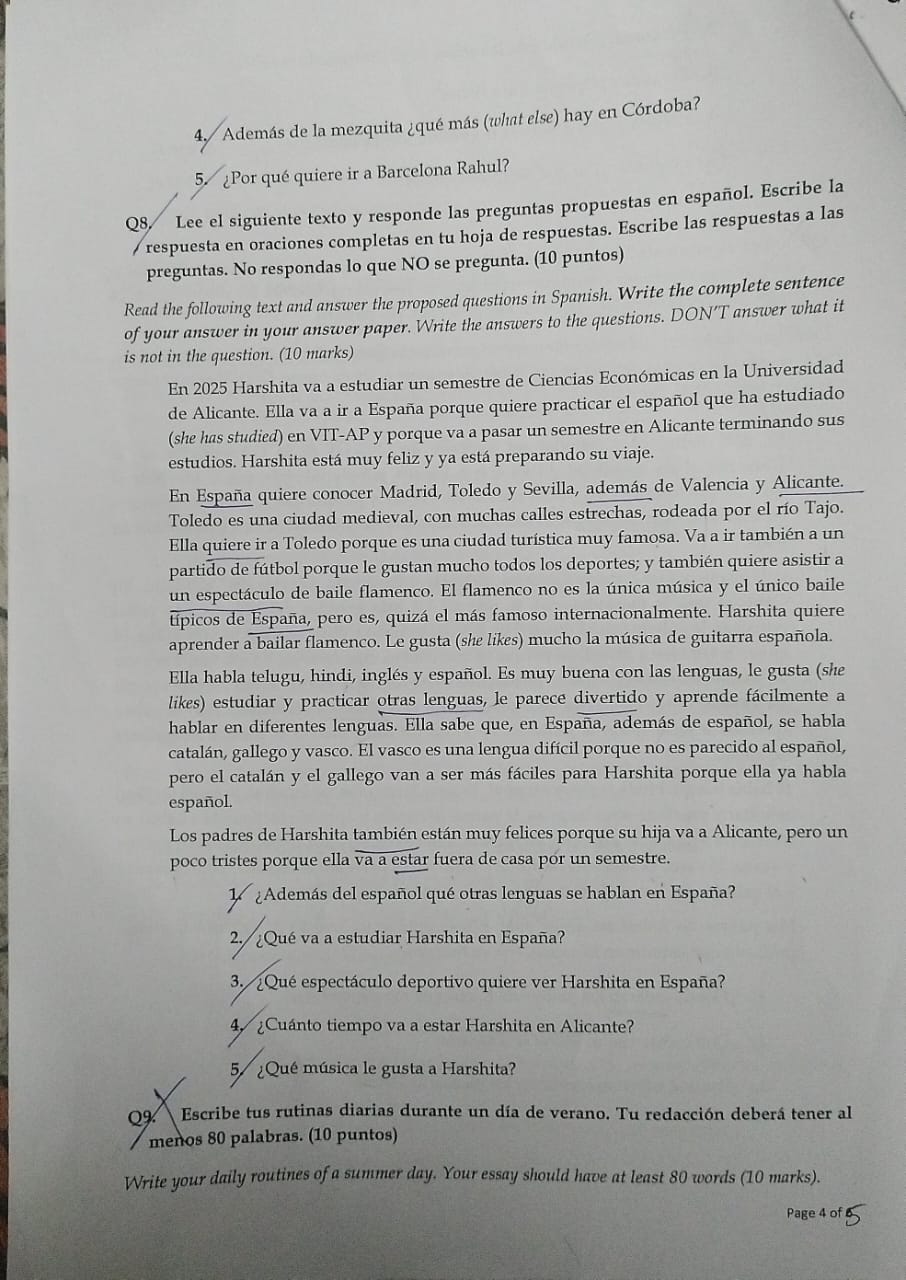 4. Además de la mezquita ¿qué más (what else) hay en Córdoba?
5. ¿Por qué quiere ir a Barcelona Rahul?
Q8. Lee el siguiente texto y responde las preguntas propuestas en español. Escribe la
respuesta en oraciones completas en tu hoja de respuestas. Escribe las respuestas a las
preguntas. No respondas lo que NO se pregunta. (10 puntos)
Read the following text and answer the proposed questions in Spanish. Write the complete sentence
of your answer in your answer paper. Write the answers to the questions. DON'T answer what it
is not in the question. (10 marks)
En 2025 Harshita va a estudiar un semestre de Ciencias Económicas en la Universidad
de Alicante. Ella va a ir a España porque quiere practicar el español que ha estudiado
(she has studied) en VIT-AP y porque va a pasar un semestre en Alicante terminando sus
estudios. Harshita está muy feliz y ya está preparando su viaje.
En España quiere conocer Madrid, Toledo y Sevilla, además de Valencia y Alicante.
Toledo es una ciudad medieval, con muchas calles estrechas, rodeada por el río Tajo.
Ella quiere ir a Toledo porque es una ciudad turística muy famosa. Va a ir también a un
partido de fútbol porque le gustan mucho todos los deportes; y también quiere asistir a
un espectáculo de baile flamenco. El flamenco no es la única música y el único baile
típicos de España, pero es, quizá el más famoso internacionalmente. Harshita quiere
aprender a bailar flamenco. Le gusta (she likes) mucho la música de guitarra española.
Ella habla telugu, hindi, inglés y español. Es muy buena con las lenguas, le gusta (she
likes) estudiar y practicar otras lenguas, le parece divertido y aprende fácilmente a
hablar en diferentes lenguas. Ella sabe que, en España, además de español, se habla
catalán, gallego y vasco. El vasco es una lengua difícil porque no es parecido al español,
pero el catalán y el gallego van a ser más fáciles para Harshita porque ella ya habla
español.
Los padres de Harshita también están muy felices porque su hija va a Alicante, pero un
poco tristes porque ella va a estar fuera de casa por un semestre.
1. ¿Además del español qué otras lenguas se hablan en España?
2. ¿Qué va a estudiar Harshita en España?
3. ¿Qué espectáculo deportivo quiere ver Harshita en España?
4. ¿Cuánto tiempo va a estar Harshita en Alicante?
5. ¿Qué música le gusta a Harshita?
Q9. Escribe tus rutinas diarias durante un día de verano. Tu redacción deberá tener al
menos 80 palabras. (10 puntos)
Write your daily routines of a summer day. Your essay should have at least 80 words (10 marks).
Page 4 of 5